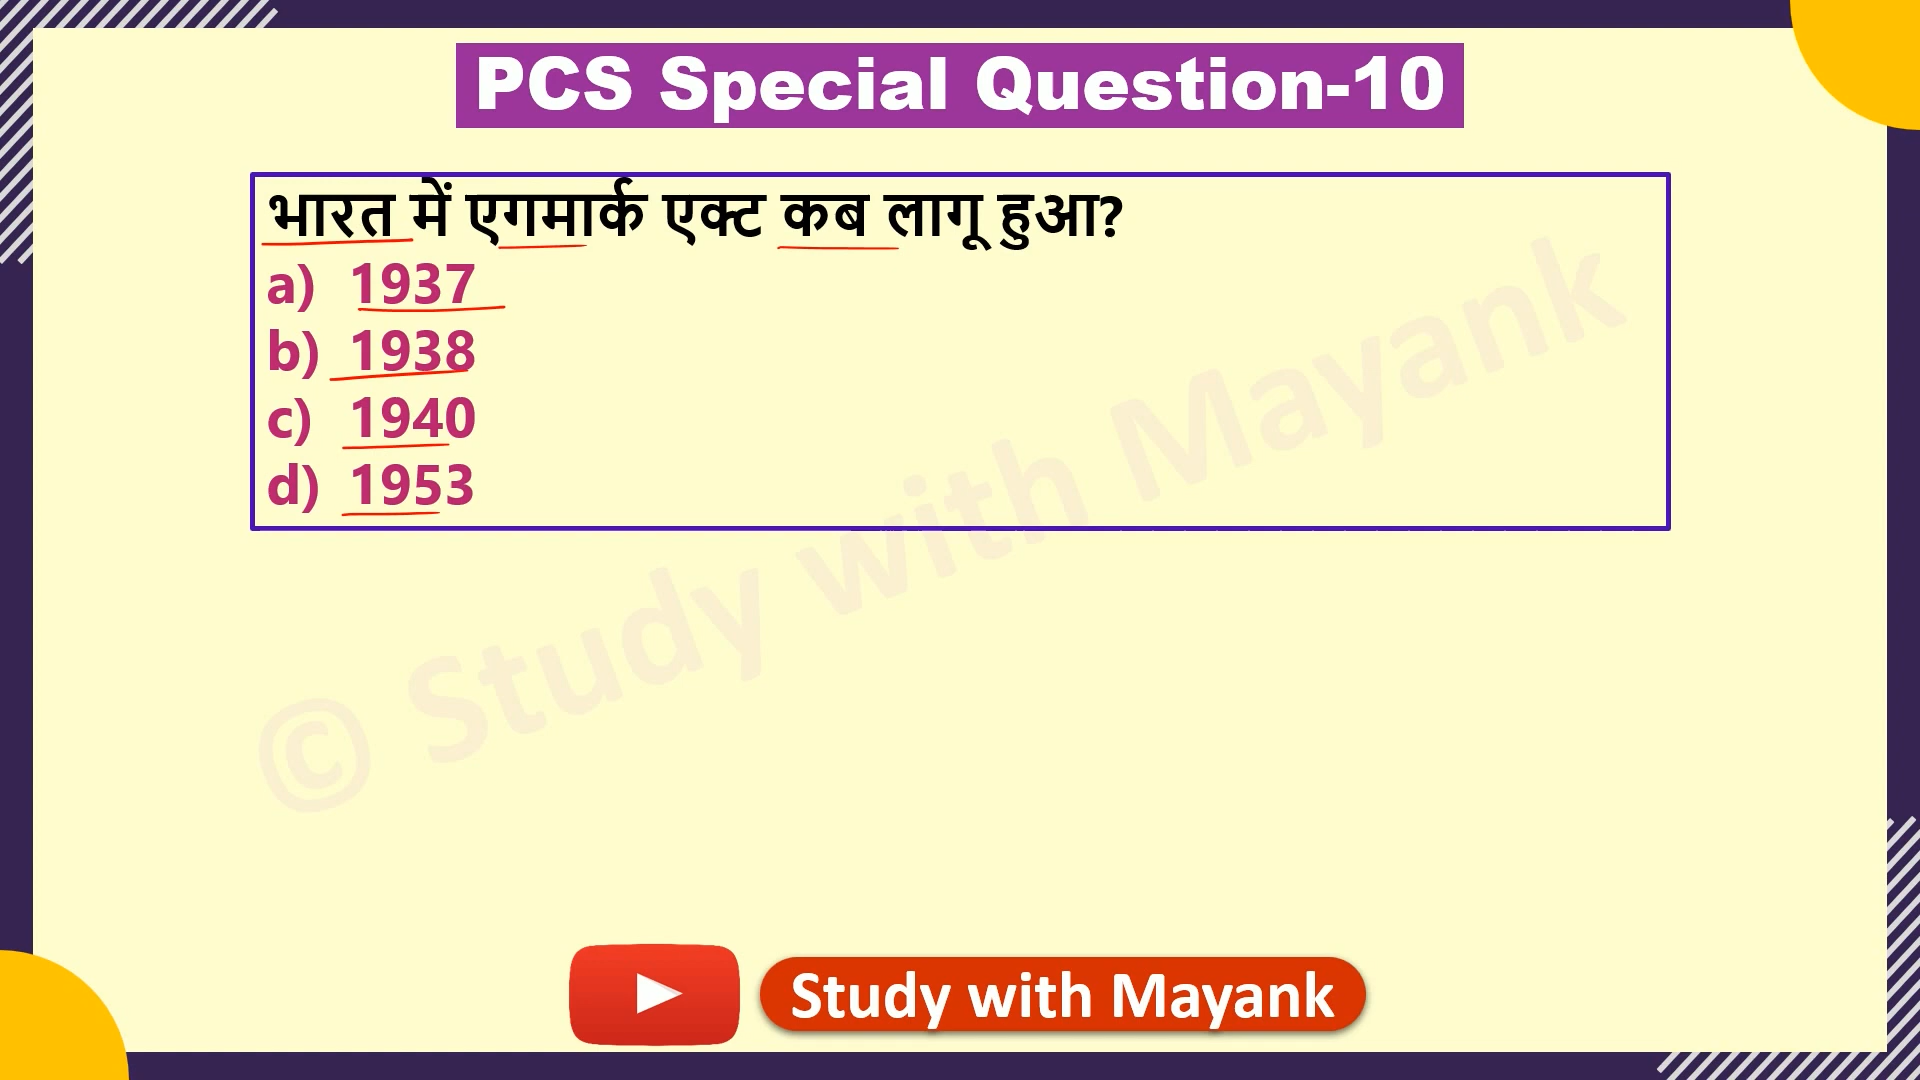 PCS Special Question-10
भारत में एगमार्क एक्ट कब लागू हुआ?
a) 1937
b) 1938
c) 1940
d) 1953
© Study with Mayank
Study with Mayank